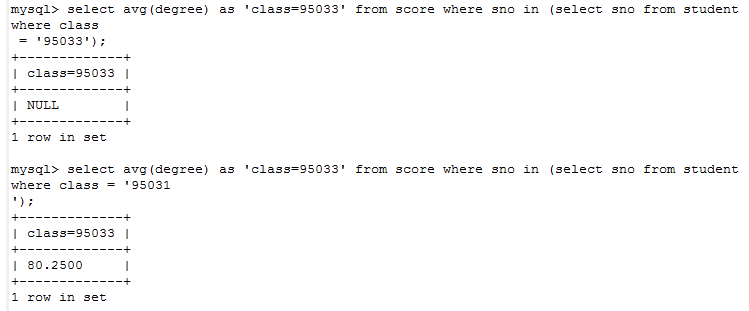 mysql> select avg(degree) as 'class=95033' from score where sno in (select sno from student
where class
 = '95033');
+-------------+
| class=95033 |
+-------------+
| NULL        |
+-------------+
1 row in set
mysql> select avg(degree) as 'class=95033' from score where sno in (select sno from student
where class = '95031
');
+-------------+
| class=95033 |
+-------------+
| 80.2500     |
+-------------+
1 row in set